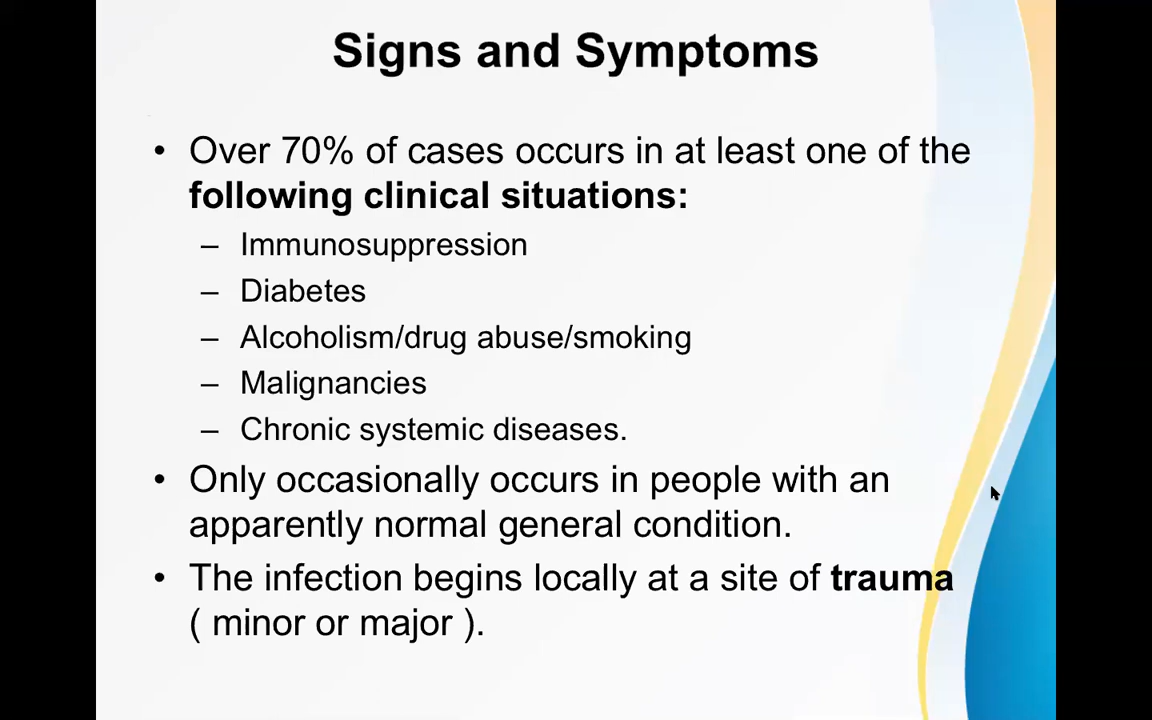 Signs and Symptoms
• Over 70% of cases occurs in at least one of the
following clinical situations:
– Immunosuppression
– Diabetes
– Alcoholism/drug abuse/smoking
– Malignancies
– Chronic systemic diseases.
• Only occasionally occurs in people with an
apparently normal general condition.
• The infection begins locally at a site of trauma
( minor or major ).